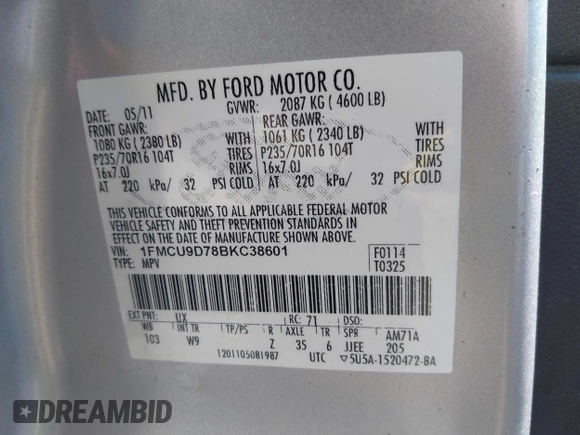 MFD. BY FORD MOTOR CO.
DATE: 05/11 GVWR: 2087 KG ( 4600 LB)
FRONT GAWR: REAR GAWR:
1080 KG ( 2380 LB) WITH 1061 KG ( 2340 LB) WITH
P235/70R16 104T TIRES P235/70R16 104T TIRES
16x7.0J RIMS 16x7.0J RIMS
AT 220 kPa/ 32 PSI COLD AT 220 kPa/ 32 PSI COLD
THIS VEHICLE CONFORMS TO ALL APPLICABLE FEDERAL MOTOR
VEHICLE SAFETY AND THEFT PREVENTION STANDARDS IN
EFFECT ON THE DATE OF MANUFACTURE SHOWN ABOVE.
VIN: 1FMCU9D78BKC38601 F0114
TYPE: MPV T0325
EXT PNT: UX RC: 71 DSO:
WB INT TR TP/PS R AXLE TR SPR AM71A
103 W9 Z 35 6 JJEE 205
1201105081987 UTC 5U5A-1520472-BA
DREAMBID